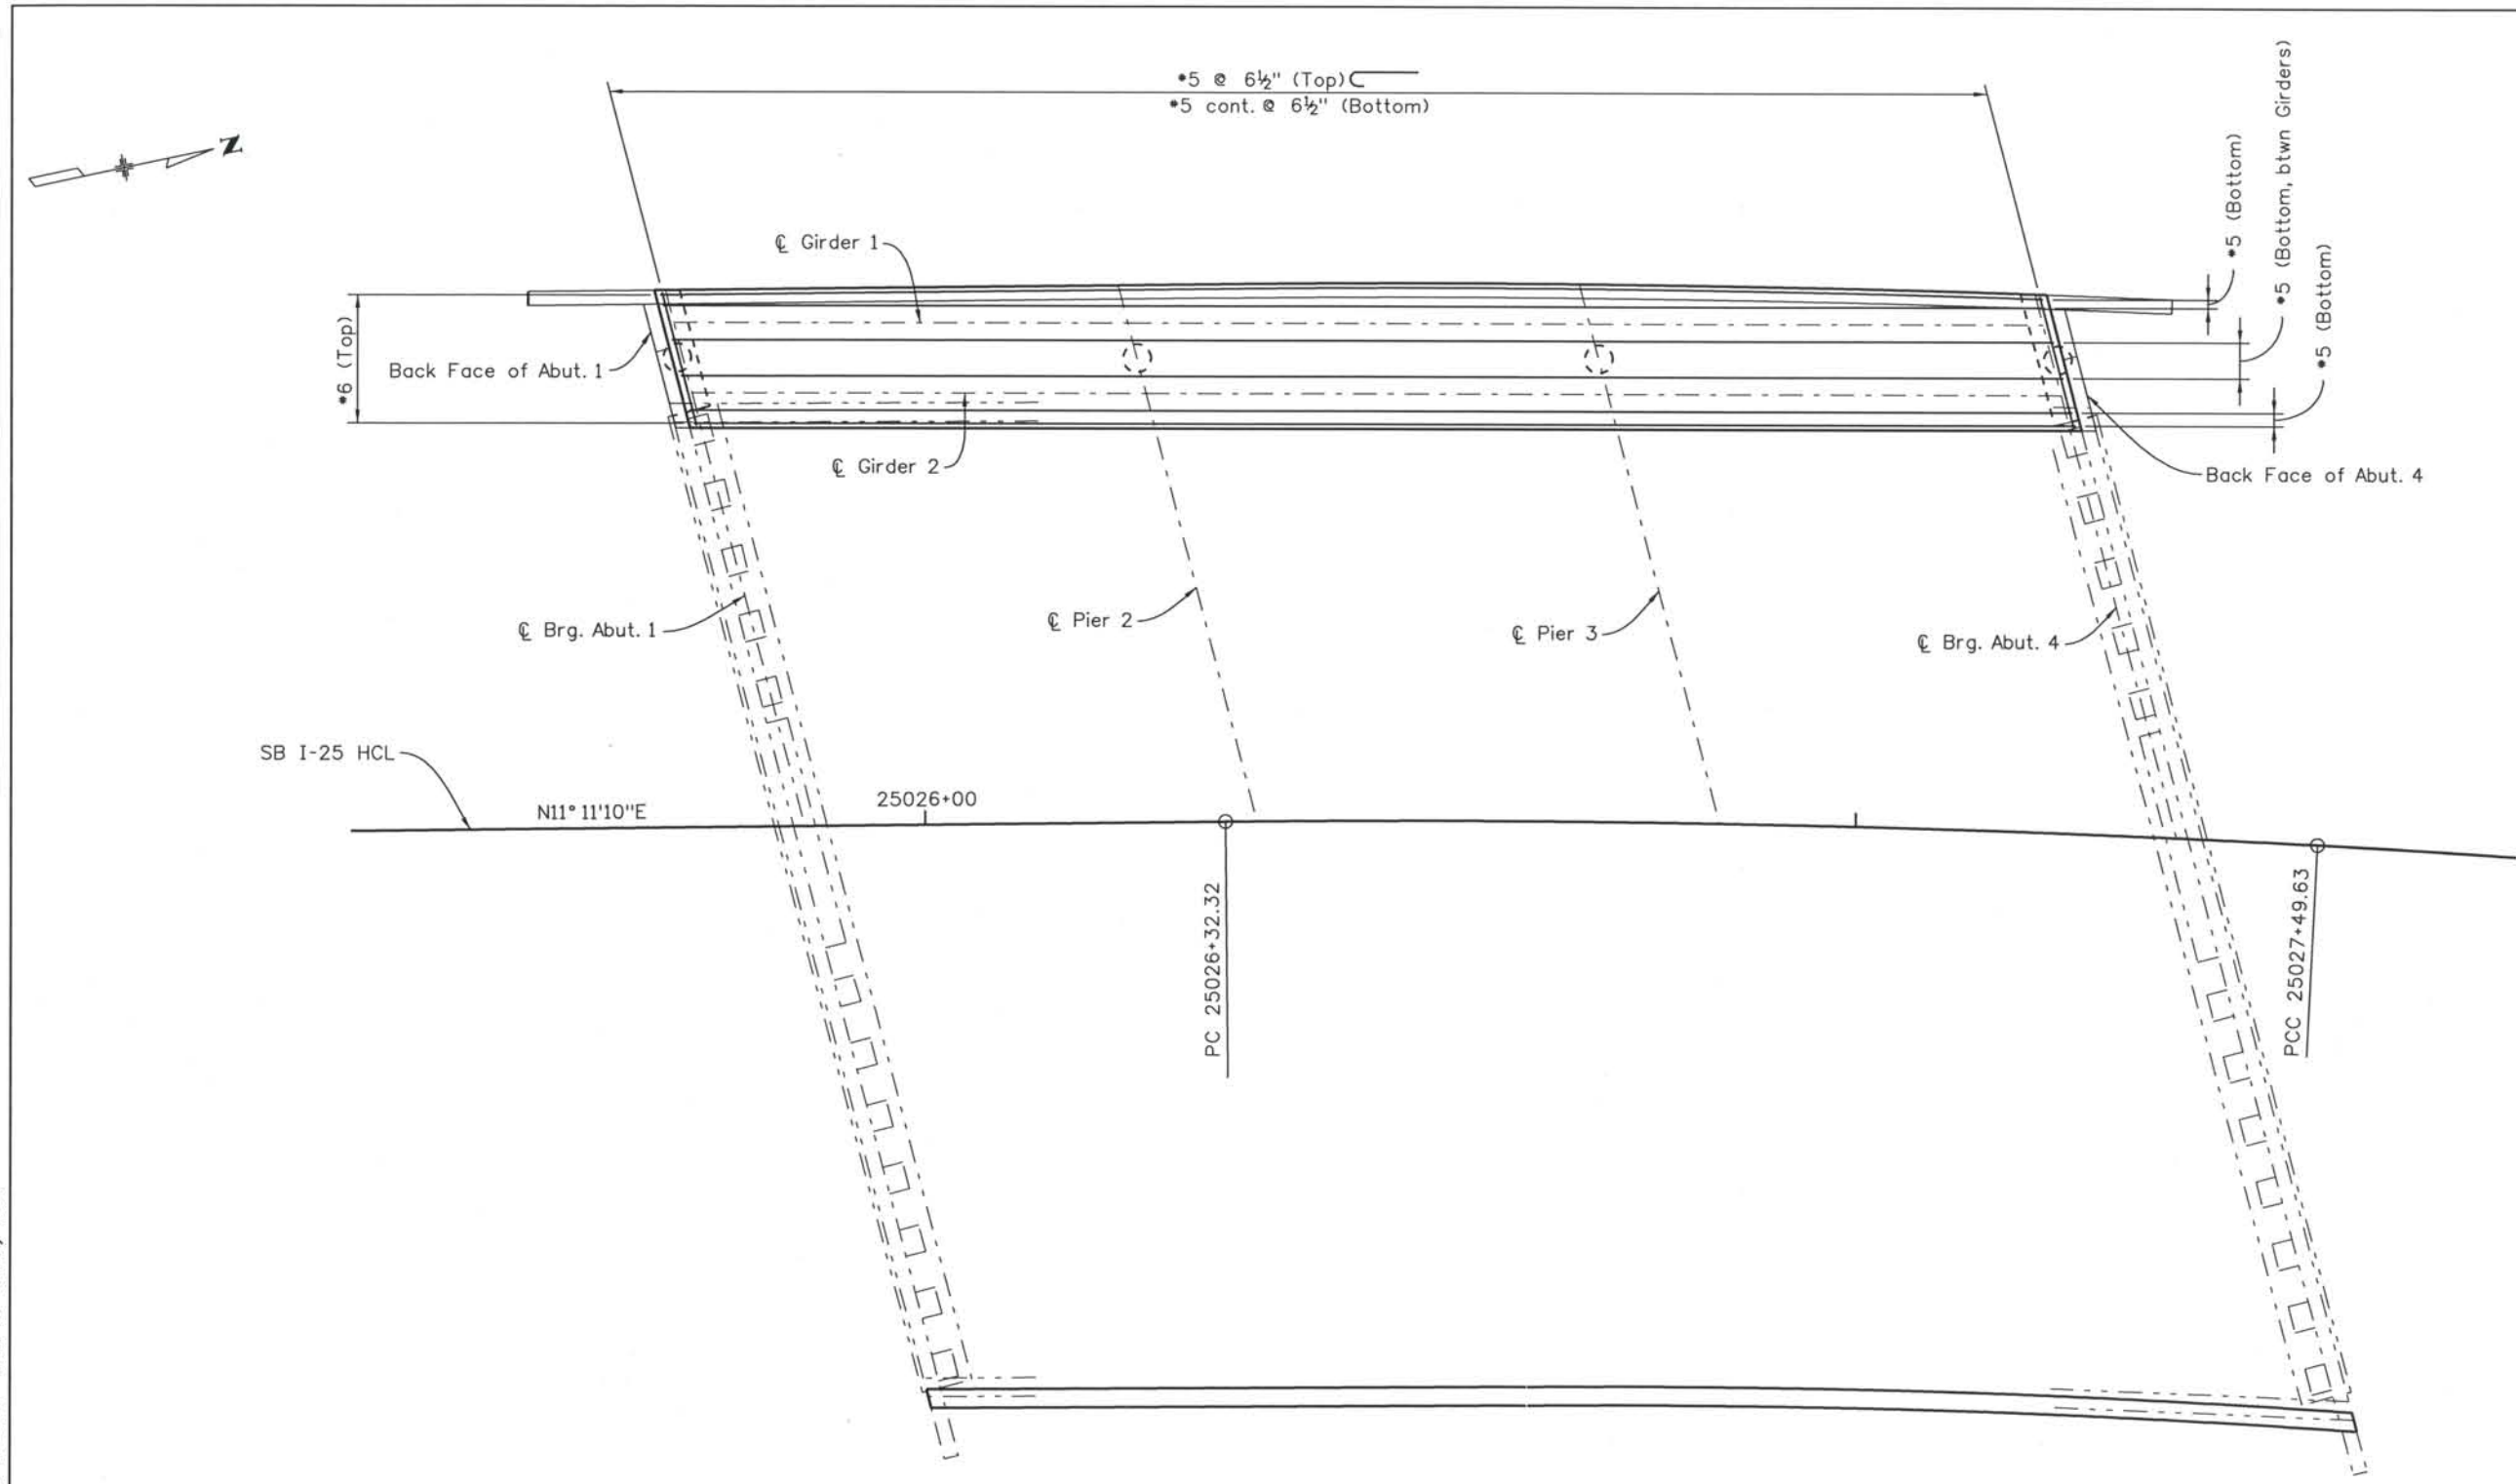 #5 @ 6½" (Top)
#5 cont. @ 6½" (Bottom)
N
#5 (Bottom)
#5 (Bottom, btwn Girders)
#5 (Bottom)
℄ Girder 1
#6 (Top)
Back Face of Abut. 1
℄ Girder 2
Back Face of Abut. 4
℄ Brg. Abut. 1
℄ Pier 2
℄ Pier 3
℄ Brg. Abut. 4
SB I-25 HCL
N11°11'10"E
25026+00
PC 25026+32.32
PCC 25027+49.63